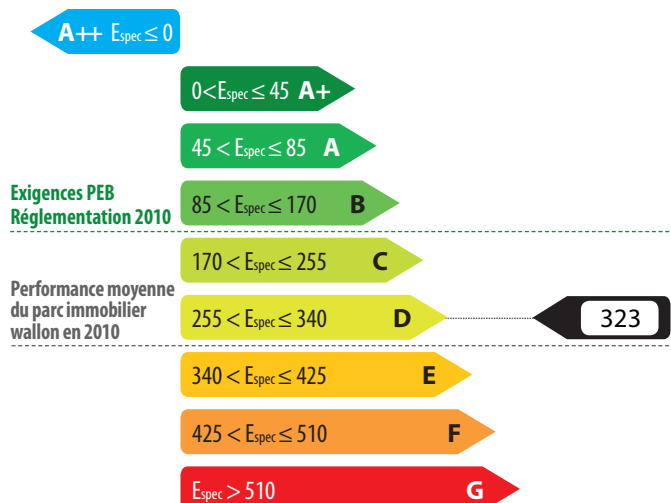 A++ Espec ≤ 0
0<Espec ≤ 45 A+
45 < Espec ≤ 85 A
Exigences PEB
Réglementation 2010
85 < Espec ≤ 170 B
170 < Espec ≤ 255 C
Performance moyenne
du parc immobilier
wallon en 2010
255 < Espec ≤ 340 D
323
340 < Espec ≤ 425 E
425 < Espec ≤ 510 F
Espec > 510 G